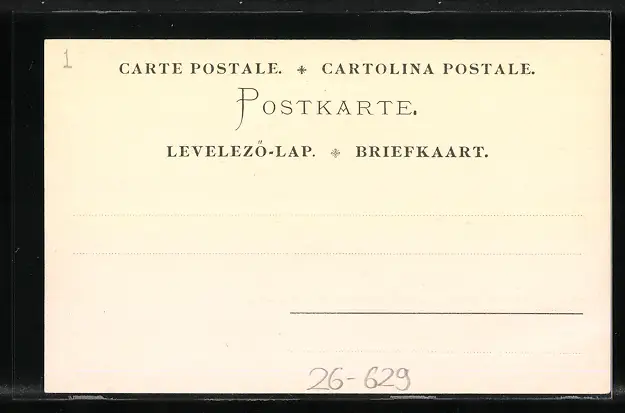 1
CARTE POSTALE. ✦ CARTOLINA POSTALE.
POSTKARTE.
LEVELEZŐ-LAP. ✦ BRIEFKAART.
26-629